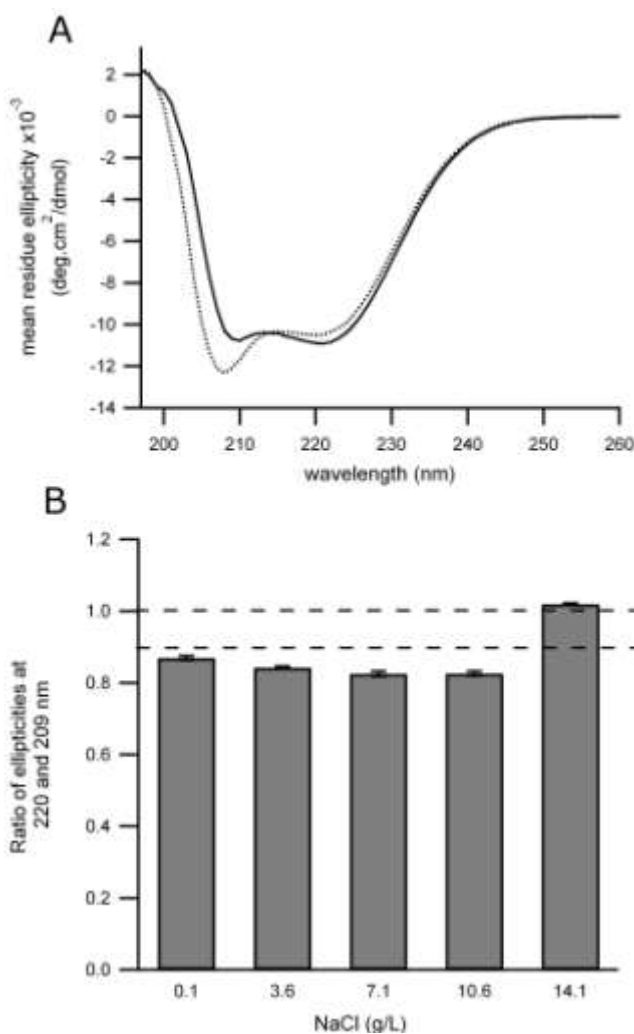 A
mean residue ellipticity x10⁻³
(deg.cm²/dmol)
2
0
-2
-4
-6
-8
-10
-12
-14
200 210 220 230 240 250 260
wavelength (nm)
B
Ratio of ellipticities at
220 and 209 nm
1.2
1.0
0.8
0.6
0.4
0.2
0.0
0.1 3.6 7.1 10.6 14.1
NaCl (g/L)